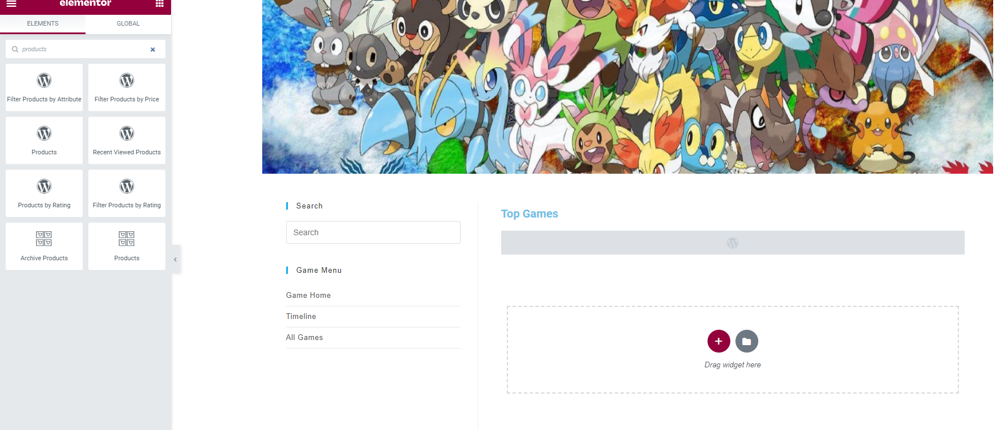 elementor
ELEMENTS
GLOBAL
products
Filter Products by Attribute
Filter Products by Price
Products
Recent Viewed Products
Products by Rating
Filter Products by Rating
Archive Products
Products
Search
Search
Game Menu
Game Home
Timeline
All Games
Top Games
Drag widget here